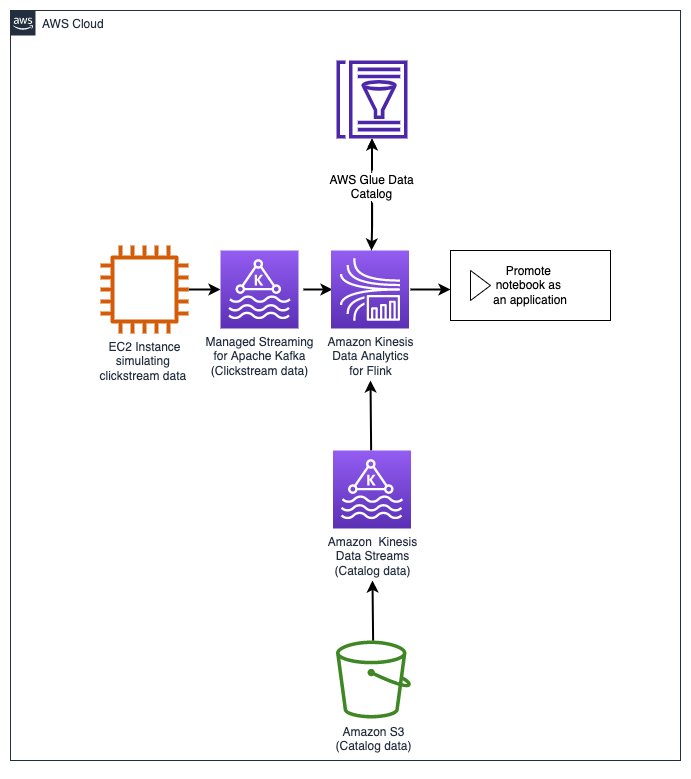 aws
AWS Cloud
AWS Glue Data
Catalog
Promote
notebook as
an application
K
EC2 Instance
simulating
clickstream data
Managed Streaming
for Apache Kafka
(Clickstream data)
Amazon Kinesis
Data Analytics
for Flink
K
Amazon  Kinesis
Data Streams
(Catalog data)
Amazon S3
(Catalog data)